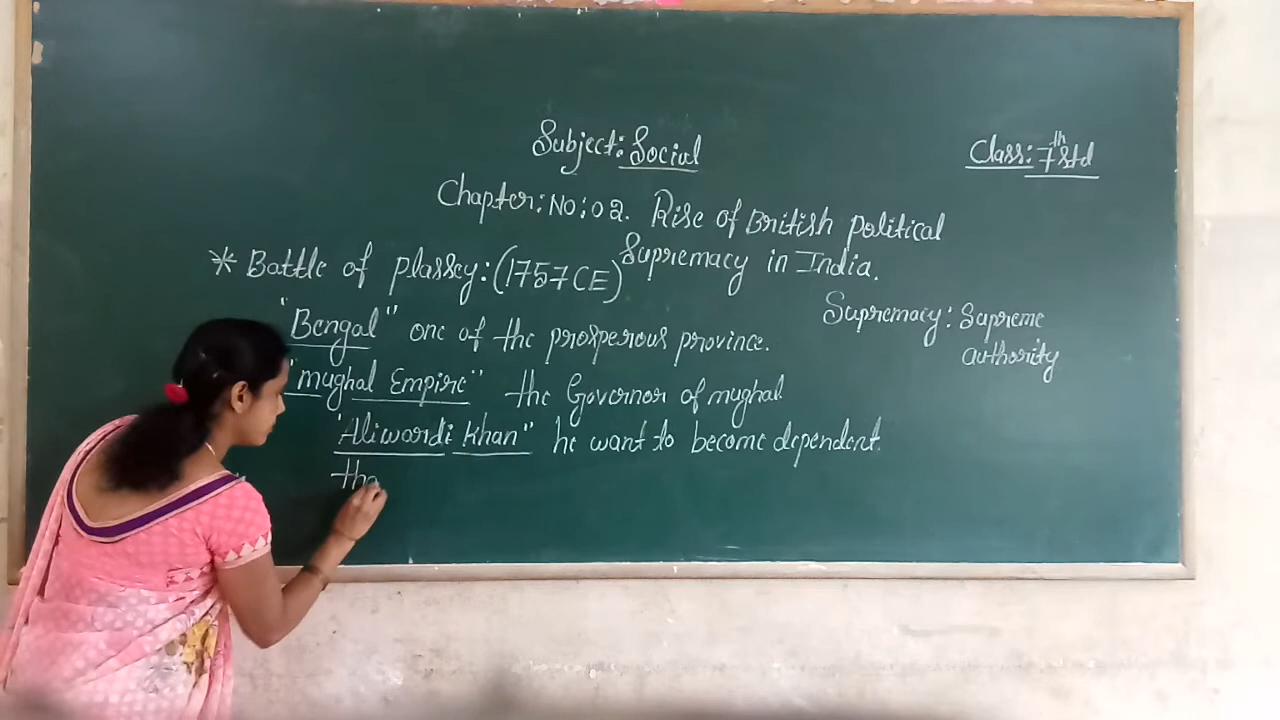 Subject: Social
Class: 7th Std
Chapter: No: 02. Rise of British political
Supremacy in India.
* Battle of plassey: (1757 CE)
Supremacy: Supreme
authority
"Bengal" one of the prosperous province.
"mughal Empire" the Governor of mughal
"Aliwardi khan" he want to become dependent.
the